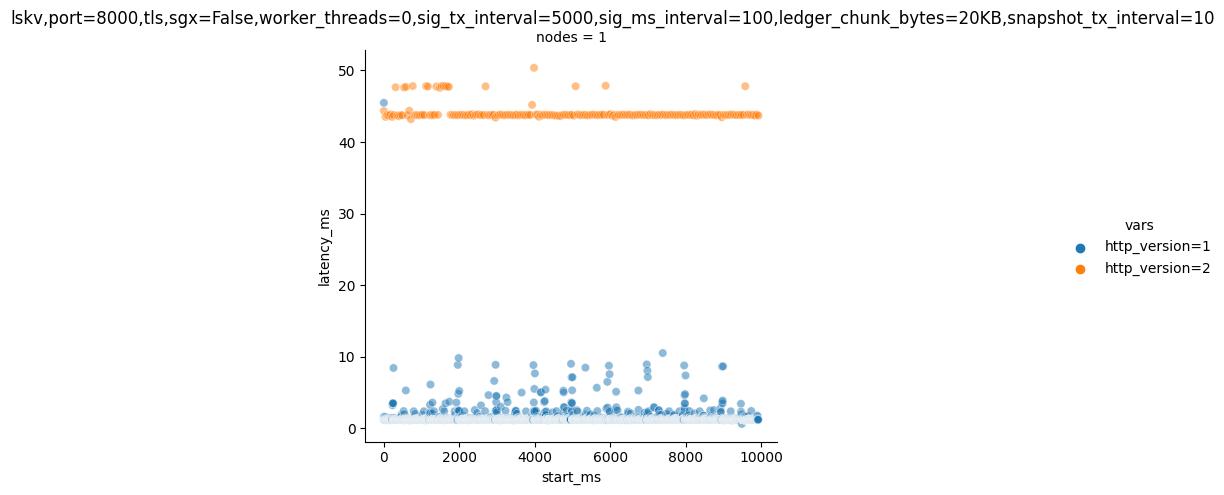 lskv,port=8000,tls,sgx=False,worker_threads=0,sig_tx_interval=5000,sig_ms_interval=100,ledger_chunk_bytes=20KB,snapshot_tx_interval=10
nodes = 1
50
40
30
20
10
0
latency_ms
0 2000 4000 6000 8000 10000
start_ms
vars
http_version=1
http_version=2